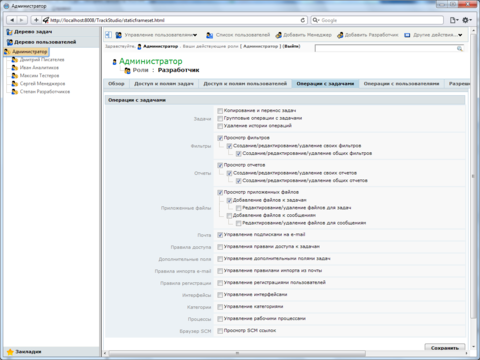 Администратор
http://localhost:8008/TrackStudio/staticframeset.html
Google
Дерево задач
Дерево пользователей
Администратор
Дмитрий Писателев
Иван Аналитиков
Максим Тестеров
Сергей Менеджеров
Степан Разработчиков
Закладки
Управление пользователями
Список пользователей
Добавить Менеджер
Добавить Разработчик
Другие действи...
Здравствуйте, Администратор . Ваши действующие роли [ Администратор ] [Выйти]
Администратор
Роли : Разработчик
Обзор
Доступ к полям задач
Доступ к полям пользователей
Операции с задачами
Операции с пользователями
Операции с задачами
Задачи
Копирование и перенос задач
Групповые операции с задачами
Удаление истории операций
Фильтры
Просмотр фильтров
Создание/редактирование/удаление своих фильтров
Создание/редактирование/удаление общих фильтров
Отчеты
Просмотр отчетов
Создание/редактирование/удаление своих отчетов
Создание/редактирование/удаление общих отчетов
Приложенные файлы
Просмотр приложенных файлов
Добавление файлов к задачам
Редактирование/удаление файлов для задач
Добавление файлов к сообщениям
Редактирование/удаление файлов для сообщений
Почта
Управление подписками на e-mail
Правила доступа
Управление правами доступа к задачам
Дополнительные поля
Управление дополнительными полями задач
Правила импорта e-mail
Управление правилами импорта из почты
Правила регистрации
Управление регистрацией пользователей
Интерфейсы
Управление интерфейсами
Категории
Управление категориями
Процессы
Управление рабочими процессами
Браузер SCM
Просмотр SCM ссылок
Сохранить